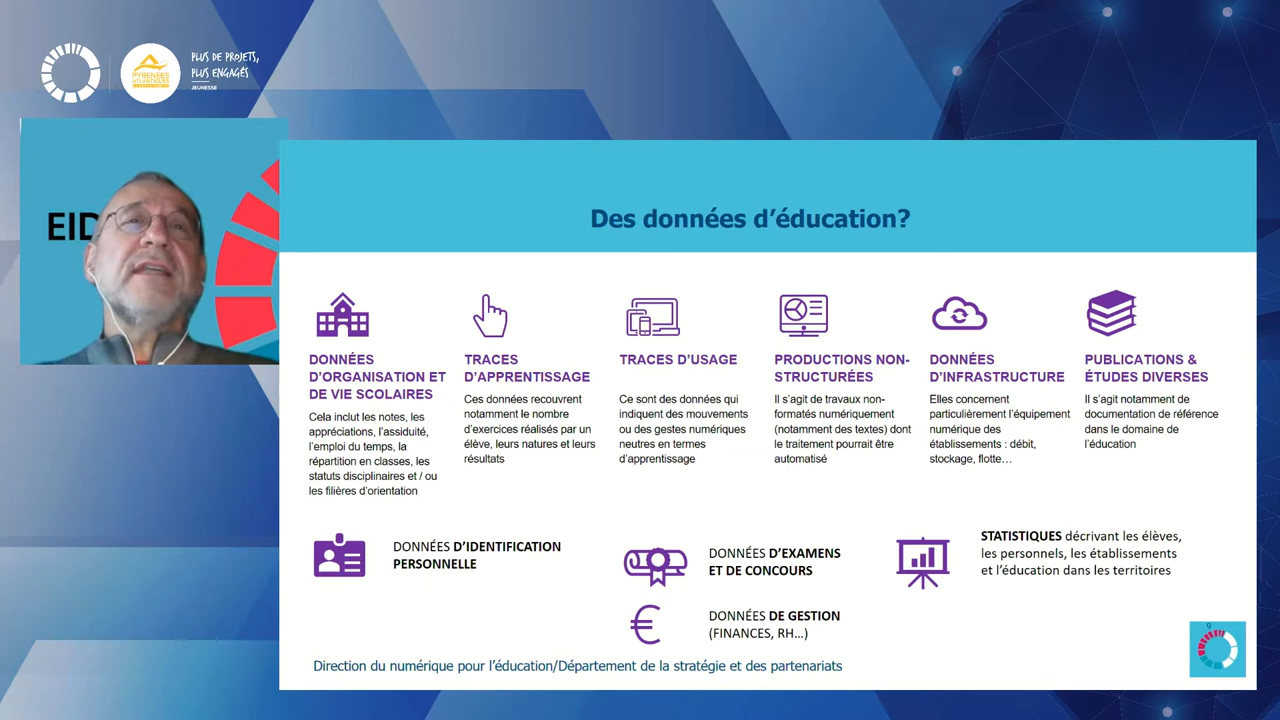 PLUS DE PROJETS,
PLUS ENGAGÉS
JEUNESSE
PYRÉNÉES
ATLANTIQUES
EID
Des données d’éducation?
DONNÉES
D’ORGANISATION ET
DE VIE SCOLAIRES
Cela inclut les notes, les
appréciations, l’assiduité,
l’emploi du temps, la
répartition en classes, les
statuts disciplinaires et / ou
les filières d’orientation
TRACES
D’APPRENTISSAGE
Ces données recouvrent
notamment le nombre
d’exercices réalisés par un
élève, leurs natures et leurs
résultats
TRACES D’USAGE
Ce sont des données qui
indiquent des mouvements
ou des gestes numériques
neutres en termes
d’apprentissage
PRODUCTIONS NON-
STRUCTURÉES
Il s’agit de travaux non-
formatés numériquement
(notamment des textes) dont
le traitement pourrait être
automatisé
DONNÉES
D’INFRASTRUCTURE
Elles concernent
particulièrement l’équipement
numérique des
établissements : débit,
stockage, flotte…
PUBLICATIONS &
ÉTUDES DIVERSES
Il s’agit notamment de
documentation de référence
dans le domaine de
l’éducation
DONNÉES D’IDENTIFICATION
PERSONNELLE
DONNÉES D’EXAMENS
ET DE CONCOURS
STATISTIQUES décrivant les élèves,
les personnels, les établissements
et l’éducation dans les territoires
DONNÉES DE GESTION
(FINANCES, RH…)
Direction du numérique pour l’éducation/Département de la stratégie et des partenariats
9